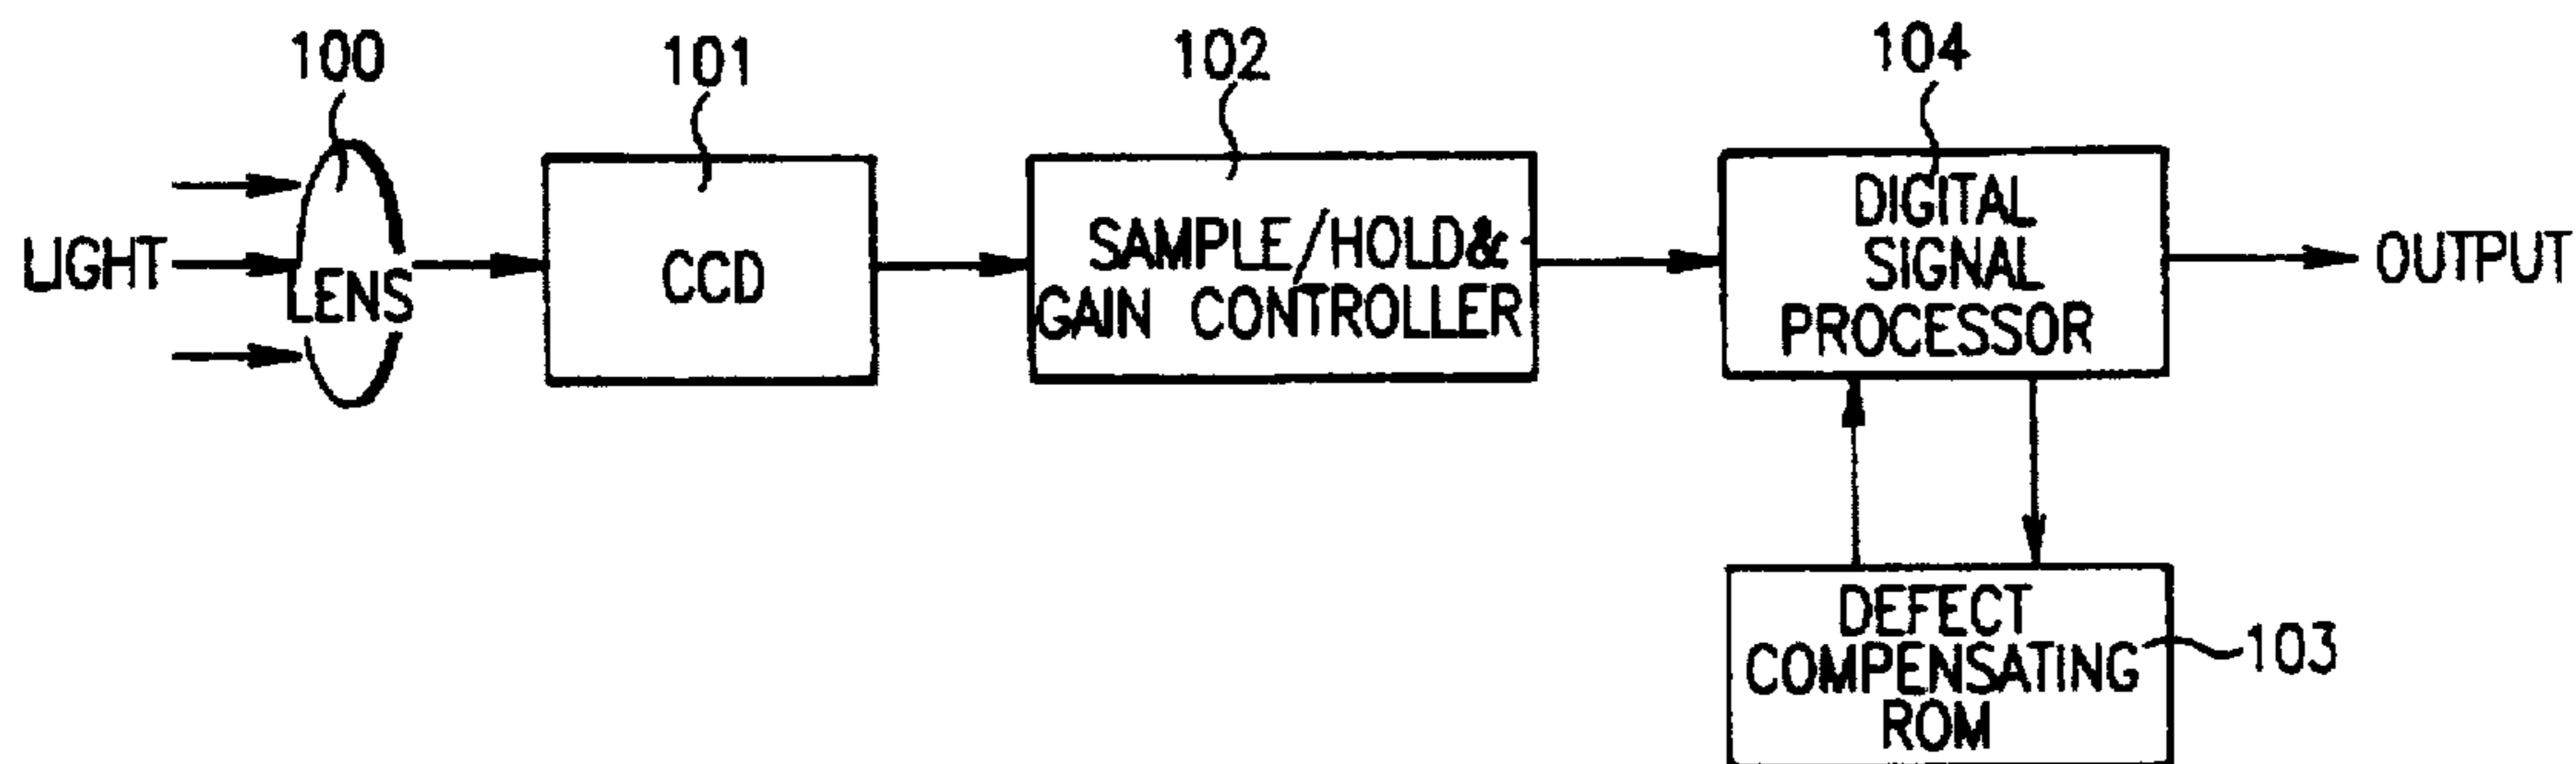 100
101
102
104
LIGHT
LENS
CCD
SAMPLE/HOLD&
GAIN CONTROLLER
DIGITAL
SIGNAL
PROCESSOR
OUTPUT
DEFECT
COMPENSATING
ROM
103